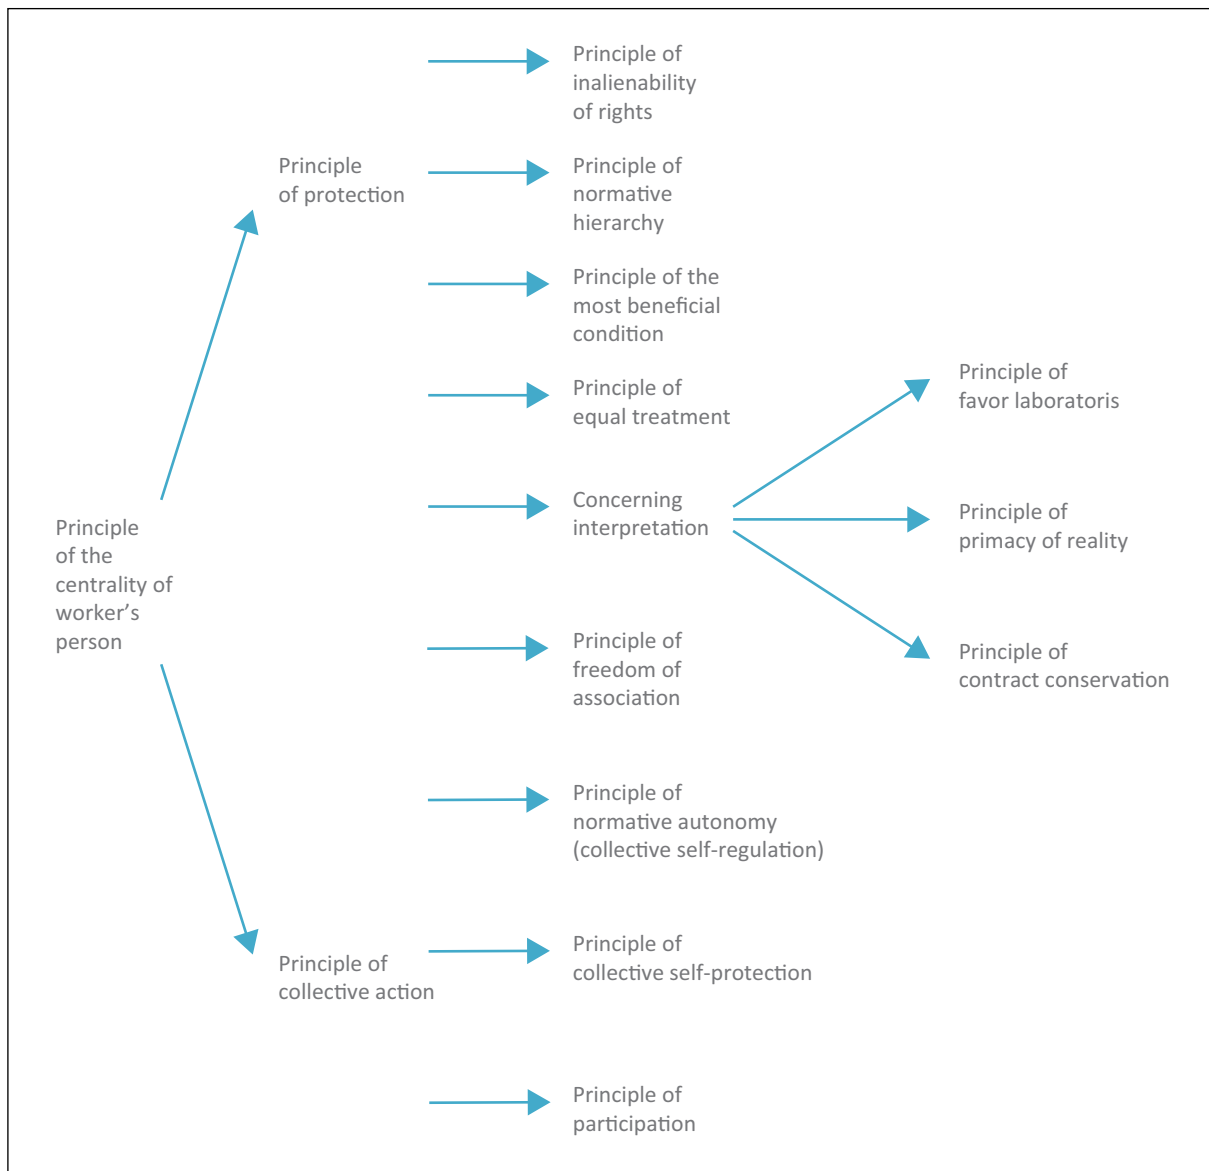 Principle
of the
centrality of
worker’s
person
Principle
of protection
Principle of
inalienability
of rights
Principle of
normative
hierarchy
Principle of the
most beneficial
condition
Principle of
equal treatment
Concerning
interpretation
Principle of
favor laboratoris
Principle of
primacy of reality
Principle of
contract conservation
Principle of
collective action
Principle of
freedom of
association
Principle of
normative autonomy
(collective self-regulation)
Principle of
collective self-protection
Principle of
participation